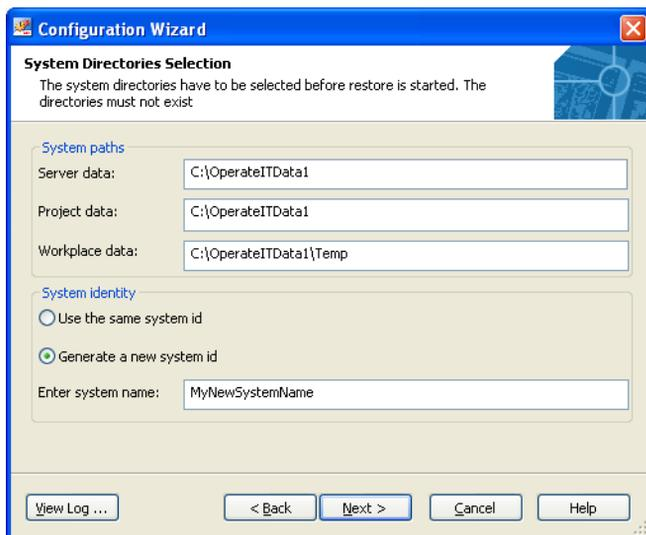 Configuration Wizard
System Directories Selection
The system directories have to be selected before restore is started. The
directories must not exist
System paths
Server data: C:\OperateITData1
Project data: C:\OperateITData1
Workplace data: C:\OperateITData1\Temp
System identity
Use the same system id
Generate a new system id
Enter system name: MyNewSystemName
View Log ... < Back Next > Cancel Help